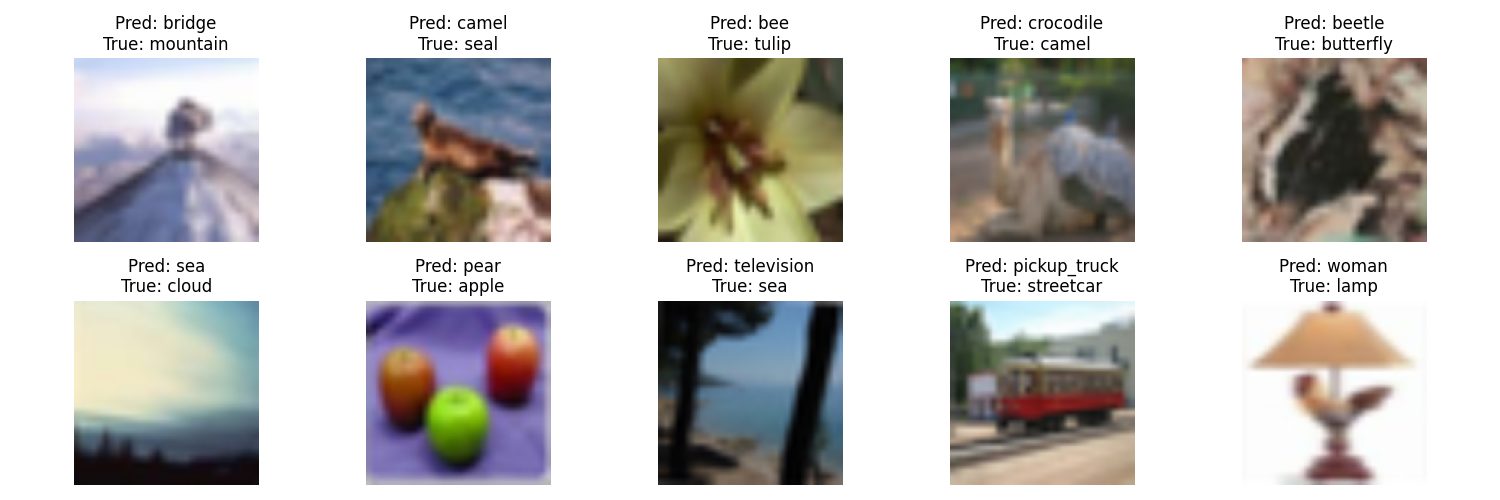 Pred: bridge
True: mountain
Pred: camel
True: seal
Pred: bee
True: tulip
Pred: crocodile
True: camel
Pred: beetle
True: butterfly
Pred: sea
True: cloud
Pred: pear
True: apple
Pred: television
True: sea
Pred: pickup_truck
True: streetcar
Pred: woman
True: lamp